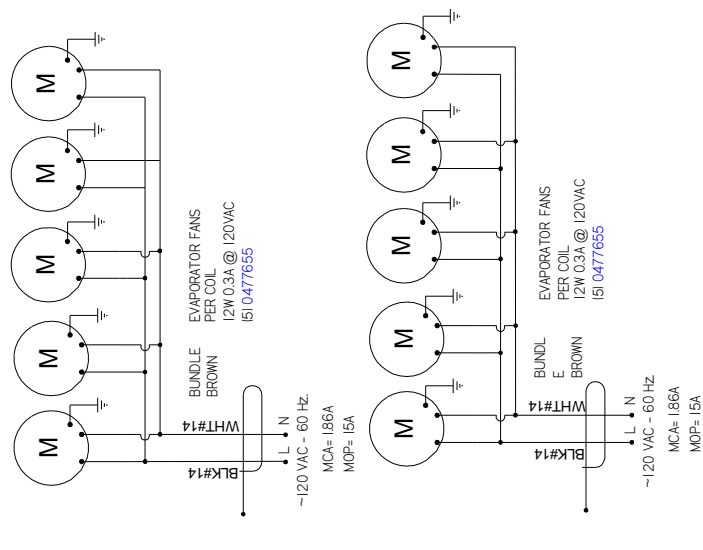 M
M
M
M
M
EVAPORATOR FANS
PER COIL
12W 0.3A @ 120VAC
(5) 0477655
BUNDLE
BROWN
WHT#14
BLK#14
L N
~120 VAC - 60 Hz.
MCA= 1.86A
MOP= 15A
M
M
M
M
M
EVAPORATOR FANS
PER COIL
12W 0.3A @ 120VAC
(5) 0477655
BUNDL
E
BROWN
WHT#14
BLK#14
L N
~120 VAC - 60 Hz.
MCA= 1.86A
MOP= 15A